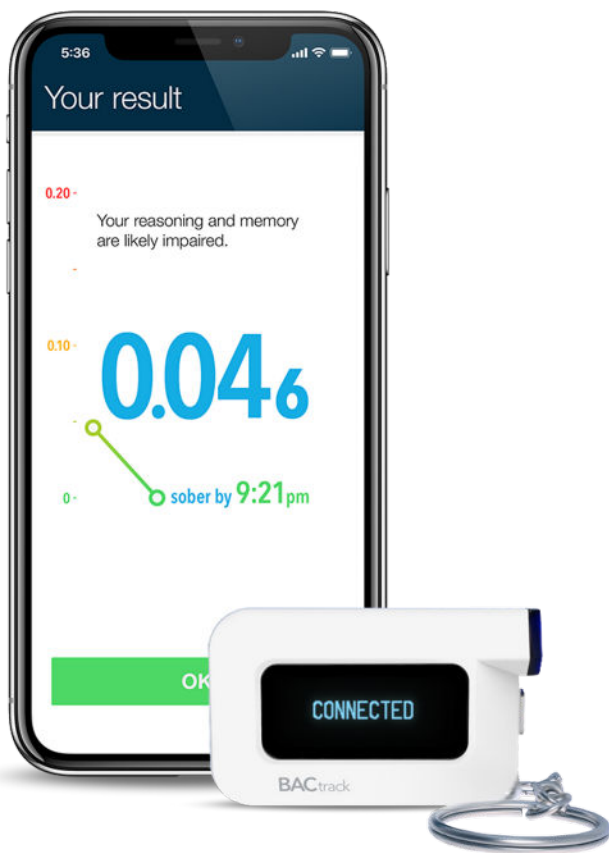 5:36
Your result
0.20 -
Your reasoning and memory
are likely impaired.
-
0.10 -
0.046
-
0 -
sober by 9:21pm
OK
CONNECTED
BACtrack